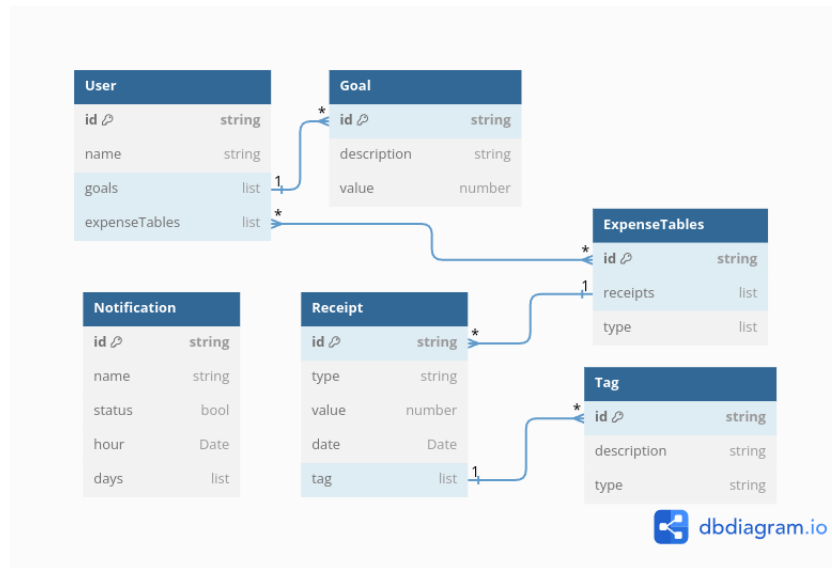 User
id string
name string
goals list
expenseTables list
1
*
*
Goal
id string
description string
value number
*
ExpenseTables
id string
receipts list
type list
1
Notification
id string
name string
status bool
hour Date
days list
Receipt
id string
type string
value number
date Date
tag list
*
1
*
Tag
id string
description string
type string
dbdiagram.io